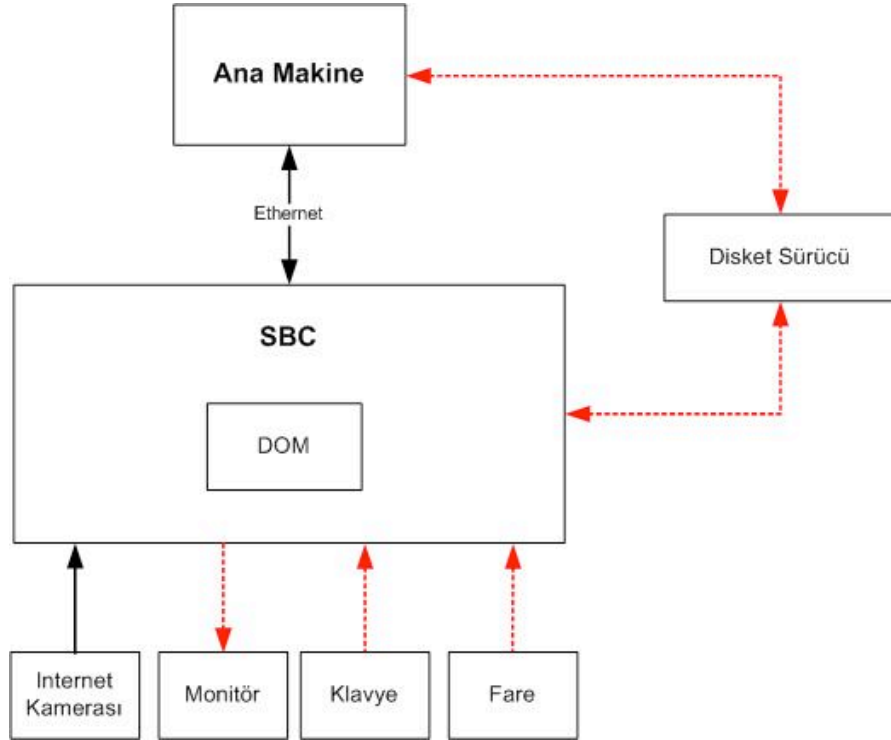 Ana Makine
Ethernet
Disket Sürücü
SBC
DOM
Internet
Kamerası
Monitör
Klavye
Fare